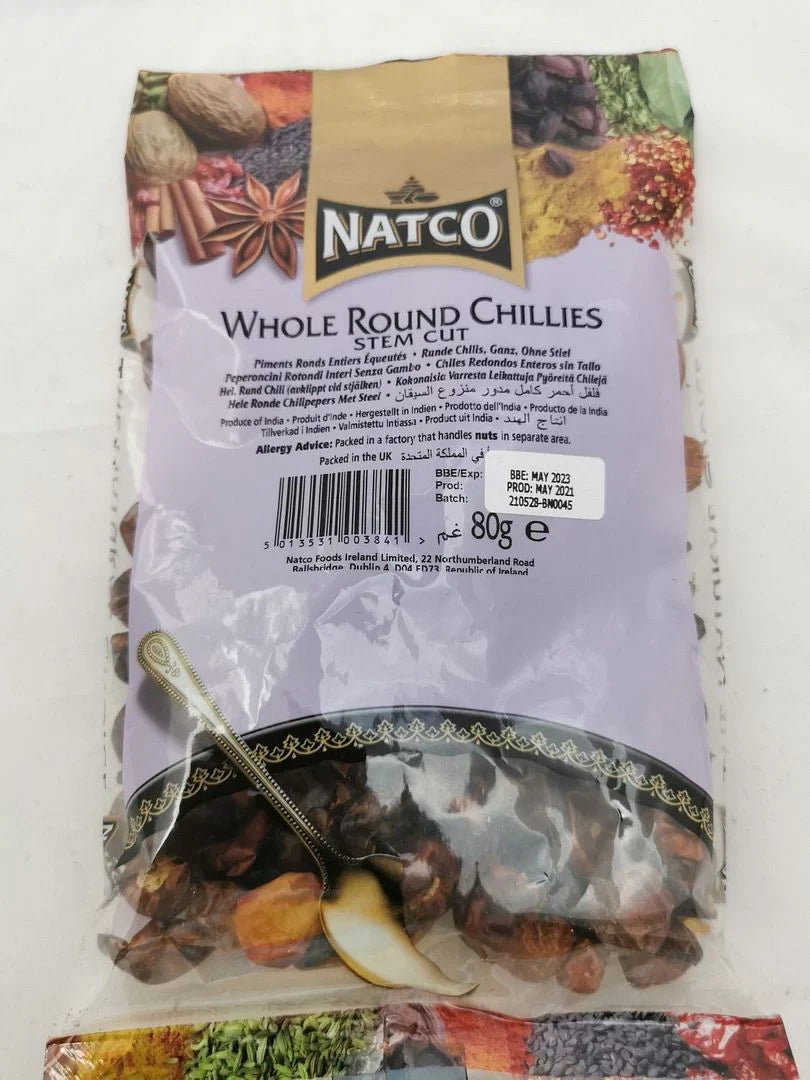 NATCO®
WHOLE ROUND CHILLIES
STEM CUT
Piments Ronds Entiers Équeutés • Runde Chilis, Ganz, Ohne Stiel
Peperoncini Rotondi Interi Senza Gambo • Chiles Redondos Enteros sin Tallo
Hel. Rund Chili (avklippt vid stjälken) • Kokonaisia Varresta Leikattuja Pyöreitä Chilejä
Hele Ronde Chilipepers Met Steel • فلفل أحمر كامل مدور منزوع السيقان
Produce of India • Produit d'Inde • Hergestellt in Indien • Prodotto dell'India • Producto de la India
Tillverkad i Indien • Valmistettu Intiassa • Product uit India • انتاج الهند
Allergy Advice: Packed in a factory that handles nuts in separate area.
Packed in the UK في المملكة المتحدة
BBE/Exp:
Prod:
Batch:
BBE: MAY 2023
PROD: MAY 2021
210528-BN0045
5 013531 003841 >
80g e غم
Natco Foods Ireland Limited, 22 Northumberland Road
Ballsbridge, Dublin 4, D04 ED73, Republic of Ireland